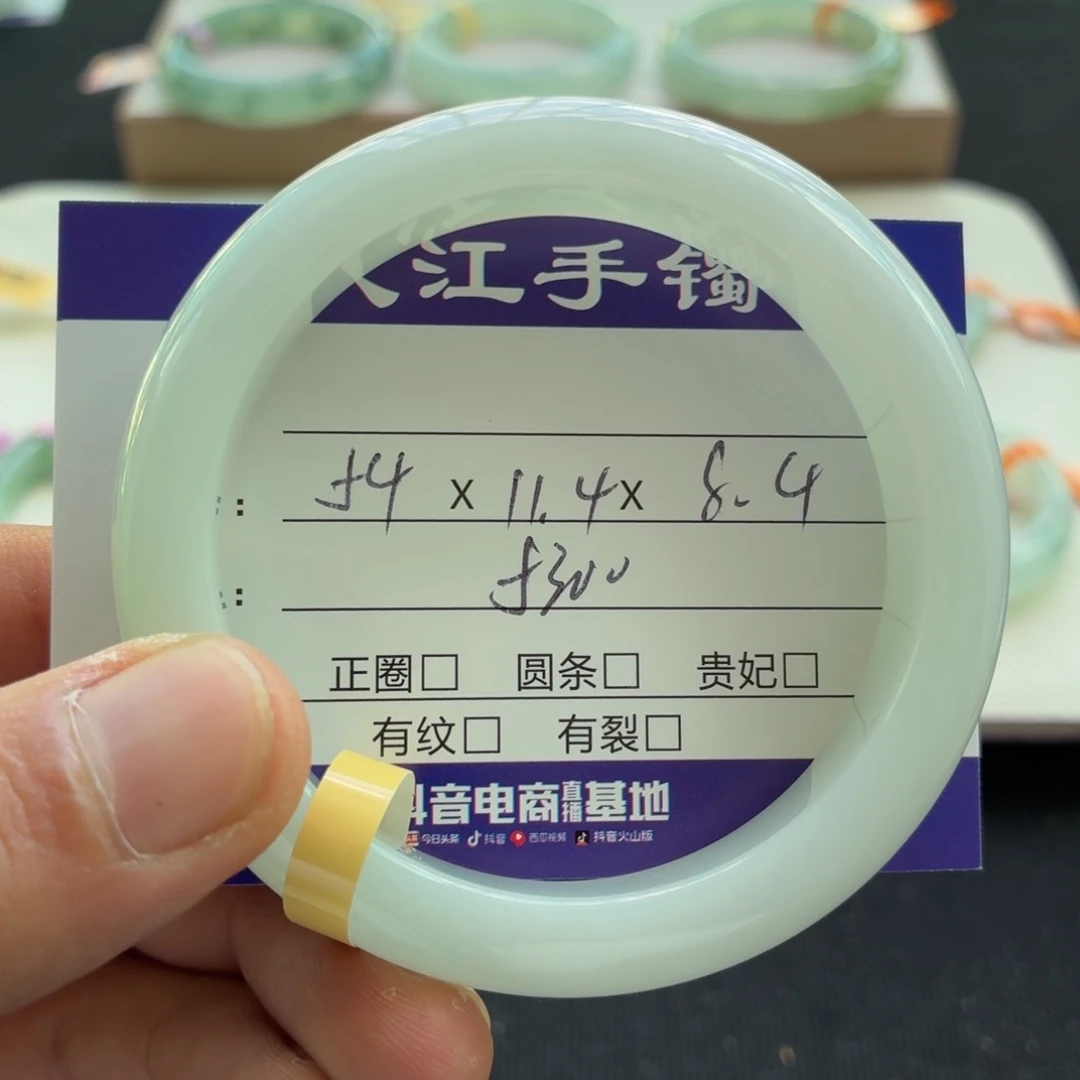 江手镯
54 x 11.4 x 8.4
5300
正圈□ 圆条□ 贵妃□
有纹□ 有裂□
抖音电商直播基地
今日头条 抖音 西瓜视频 抖音火山版